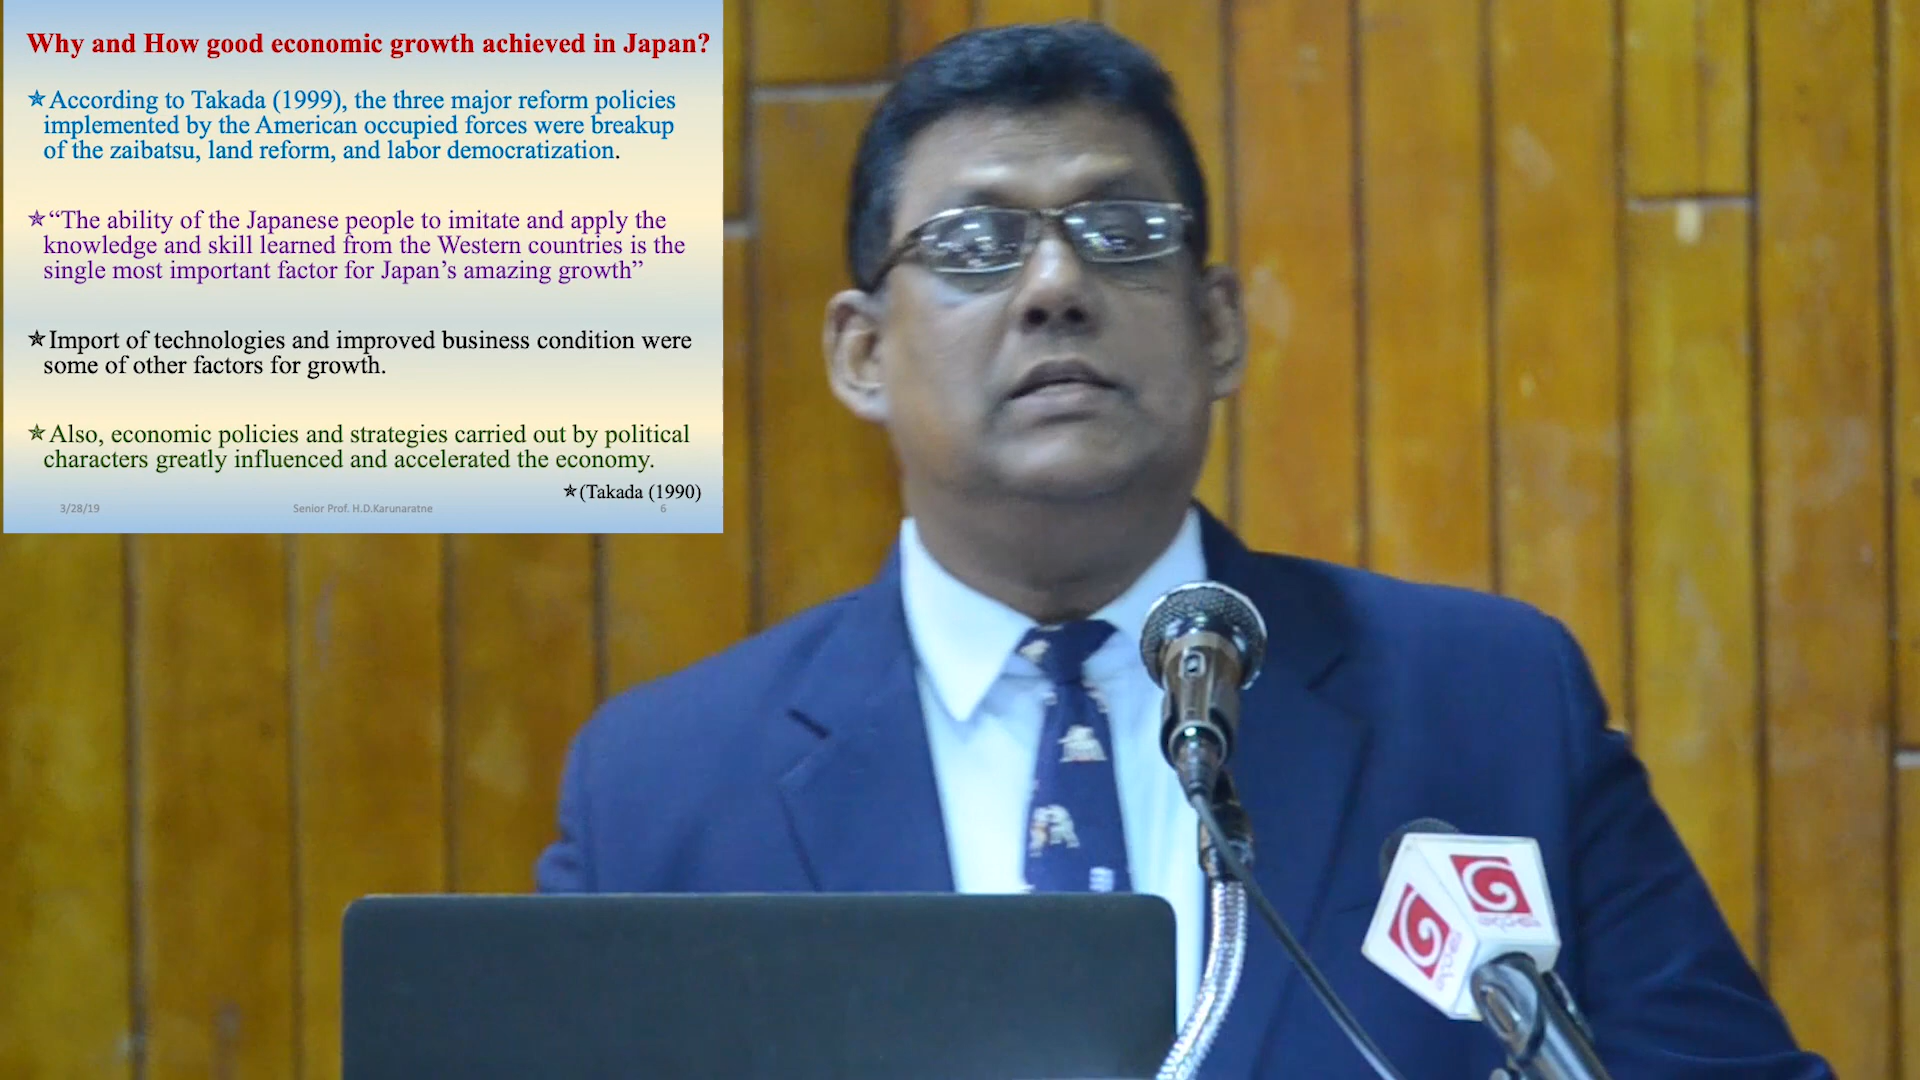 Why and How good economic growth achieved in Japan?
✯According to Takada (1999), the three major reform policies
implemented by the American occupied forces were breakup
of the zaibatsu, land reform, and labor democratization.
✯“The ability of the Japanese people to imitate and apply the
knowledge and skill learned from the Western countries is the
single most important factor for Japan’s amazing growth”
✯Import of technologies and improved business condition were
some of other factors for growth.
✯Also, economic policies and strategies carried out by political
characters greatly influenced and accelerated the economy.
✯(Takada (1990)
3/28/19 Senior Prof. H.D.Karunaratne 6